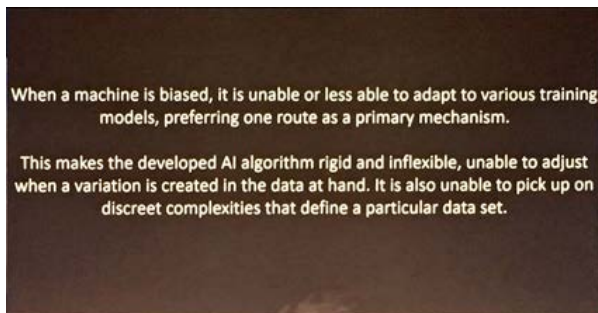 When a machine is biased, it is unable or less able to adapt to various training
models, preferring one route as a primary mechanism.
This makes the developed AI algorithm rigid and inflexible, unable to adjust
when a variation is created in the data at hand. It is also unable to pick up on
discreet complexities that define a particular data set.